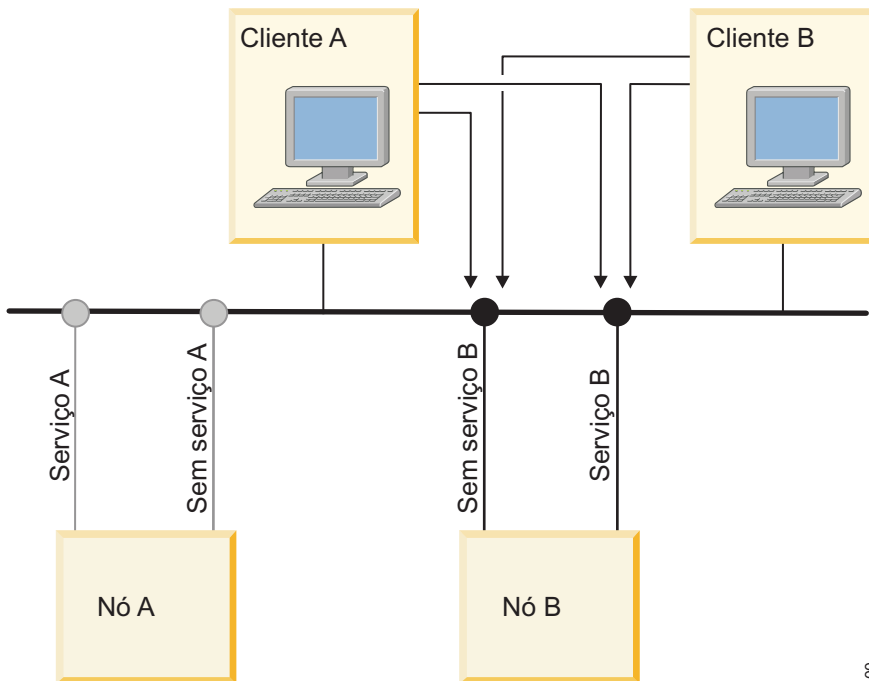 Cliente A
Cliente B
Serviço A
Sem serviço A
Sem serviço B
Serviço B
Nó A
Nó B